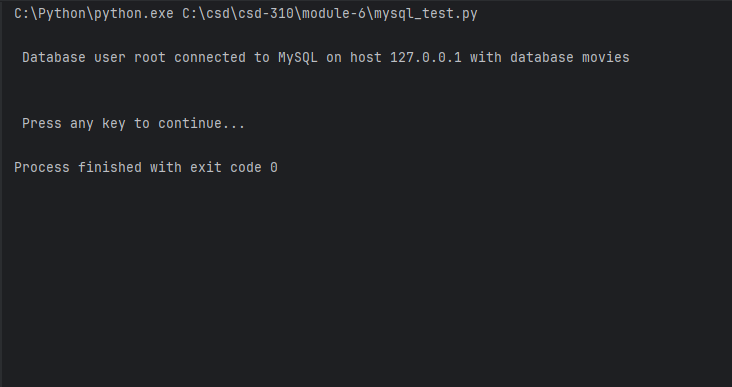 C:\Python\python.exe C:\csd\csd-310\module-6\mysql_test.py
Database user root connected to MySQL on host 127.0.0.1 with database movies
Press any key to continue...
Process finished with exit code 0